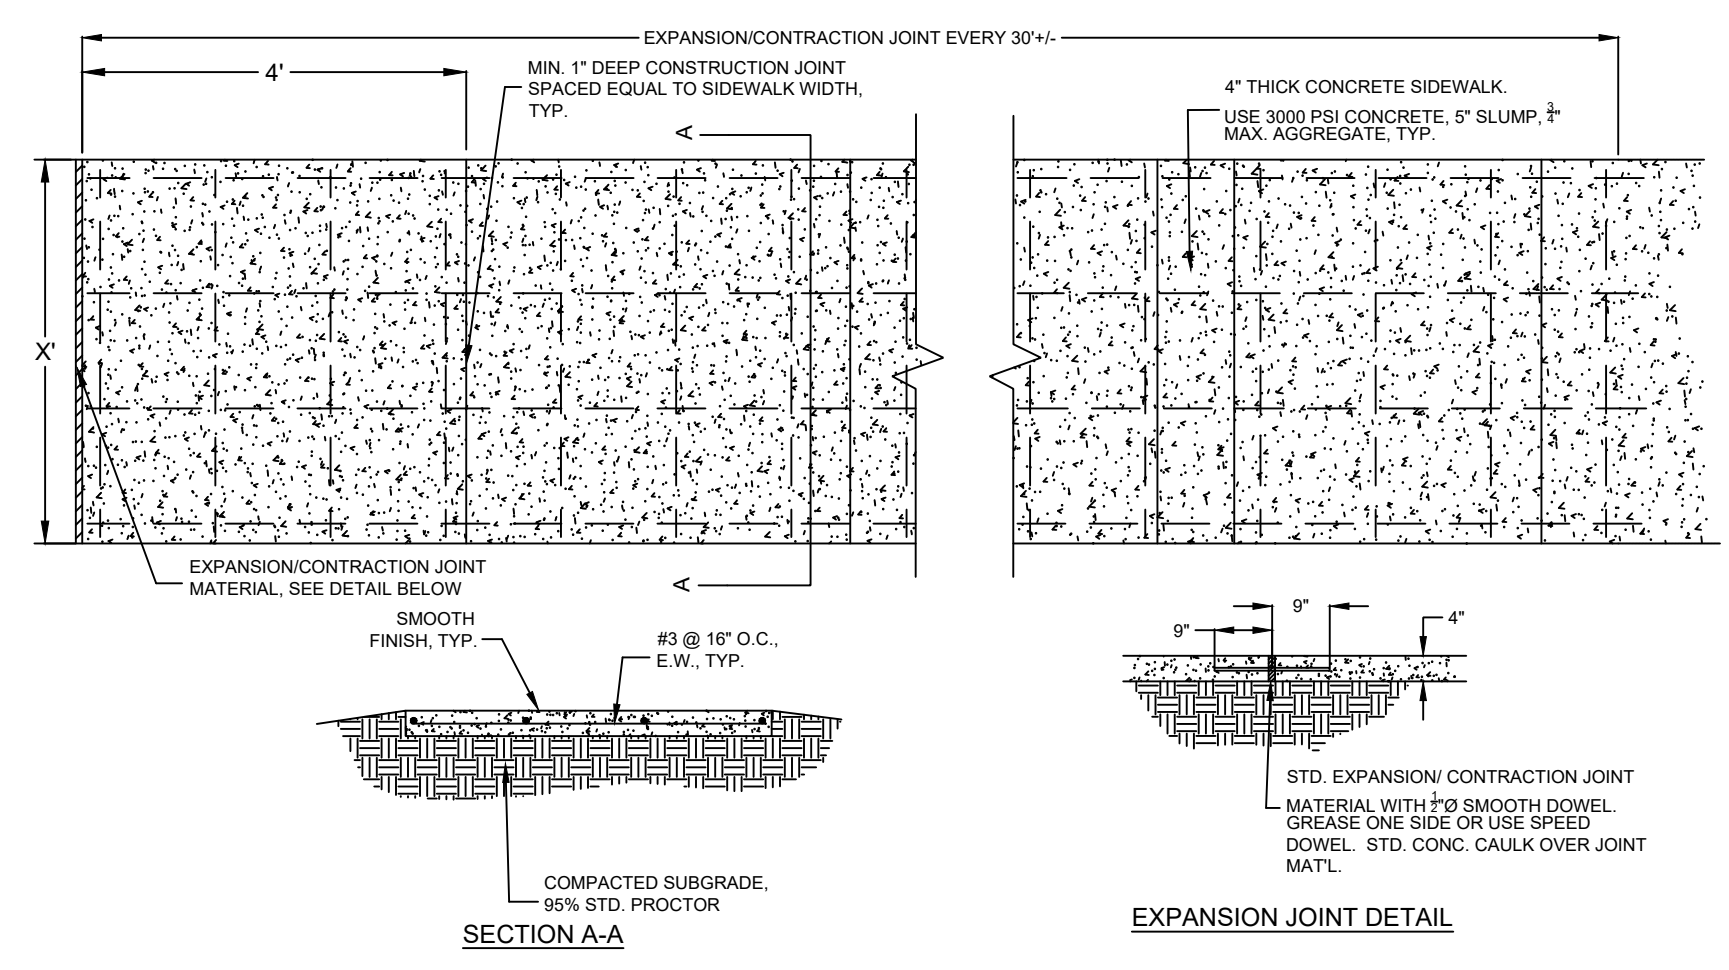 EXPANSION/CONTRACTION JOINT EVERY 30'+/-
4'
MIN. 1" DEEP CONSTRUCTION JOINT
SPACED EQUAL TO SIDEWALK WIDTH,
TYP.
4" THICK CONCRETE SIDEWALK.
USE 3000 PSI CONCRETE, 5" SLUMP, 3/4"
MAX. AGGREGATE, TYP.
A
X'
A
EXPANSION/CONTRACTION JOINT
MATERIAL, SEE DETAIL BELOW
SMOOTH
FINISH, TYP.
#3 @ 16" O.C.,
E.W., TYP.
COMPACTED SUBGRADE,
95% STD. PROCTOR
SECTION A-A
9"
9"
4"
STD. EXPANSION/ CONTRACTION JOINT
MATERIAL WITH 1/2"Ø SMOOTH DOWEL.
GREASE ONE SIDE OR USE SPEED
DOWEL. STD. CONC. CAULK OVER JOINT
MAT'L.
EXPANSION JOINT DETAIL